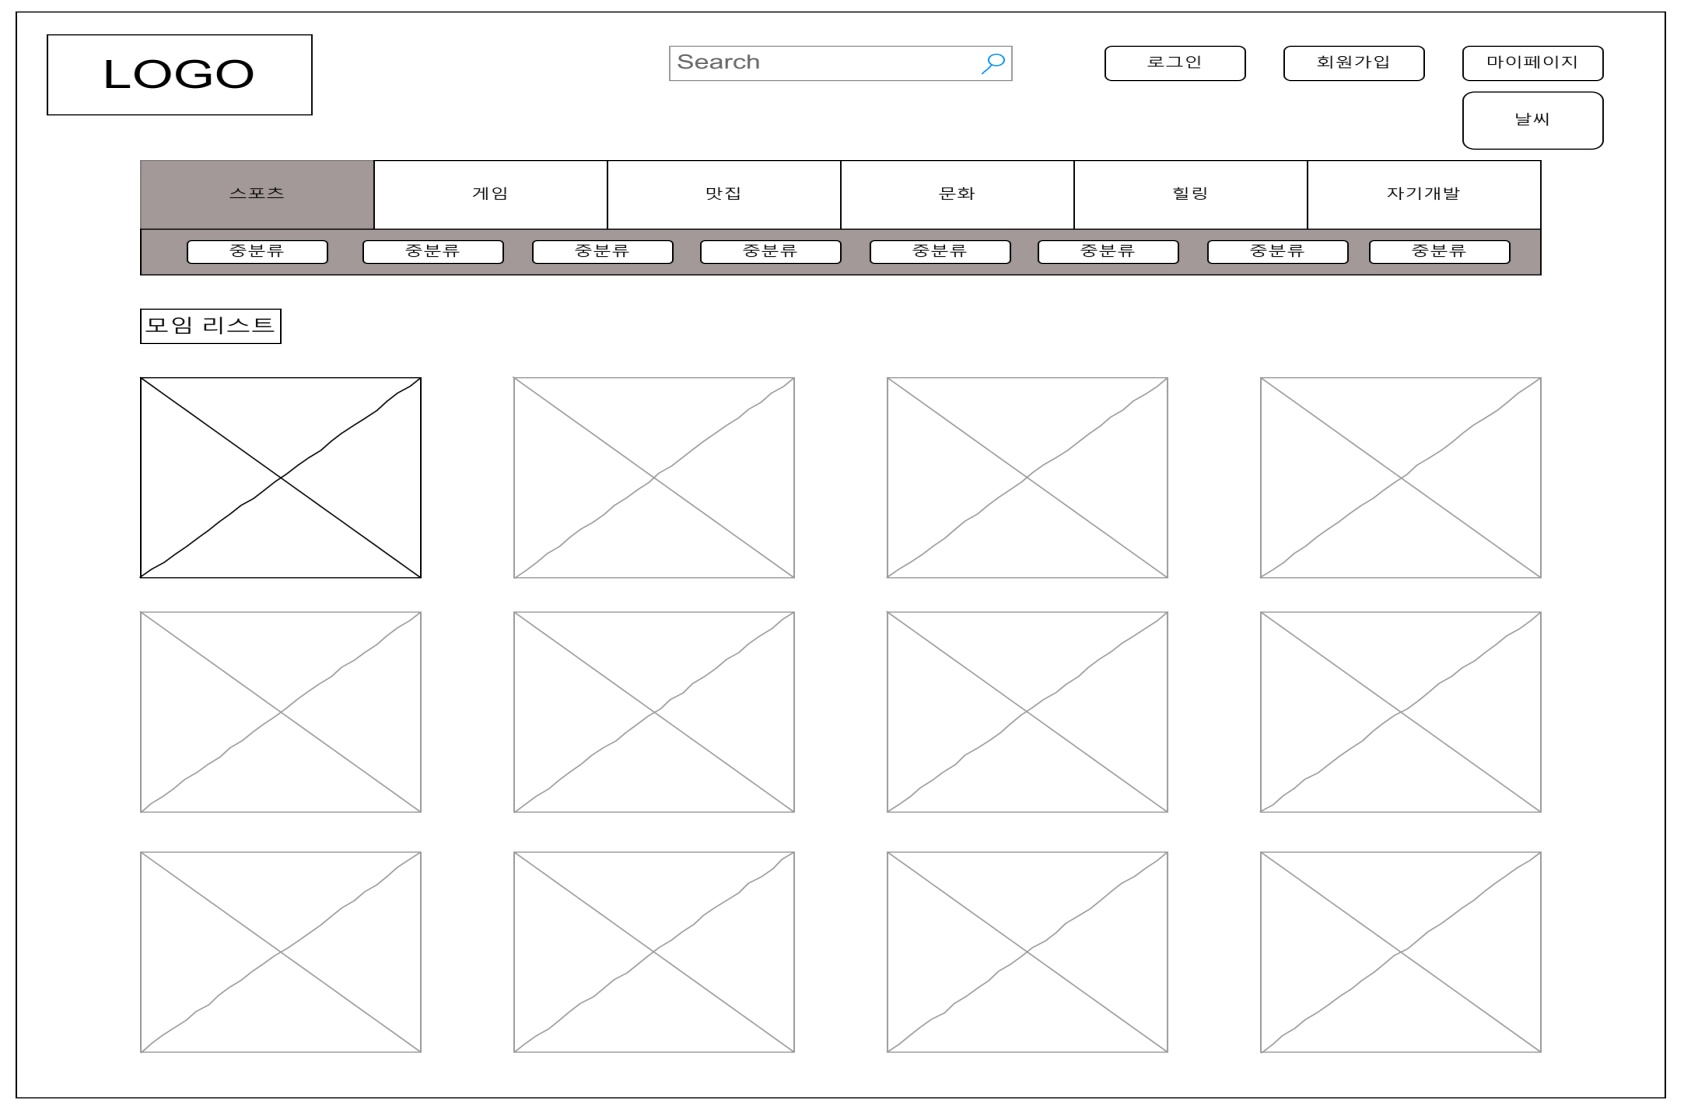 LOGO
Search
로그인
회원가입
마이페이지
날씨
스포츠
게임
맛집
문화
힐링
자기개발
중분류
중분류
중분류
중분류
중분류
중분류
중분류
중분류
모임 리스트